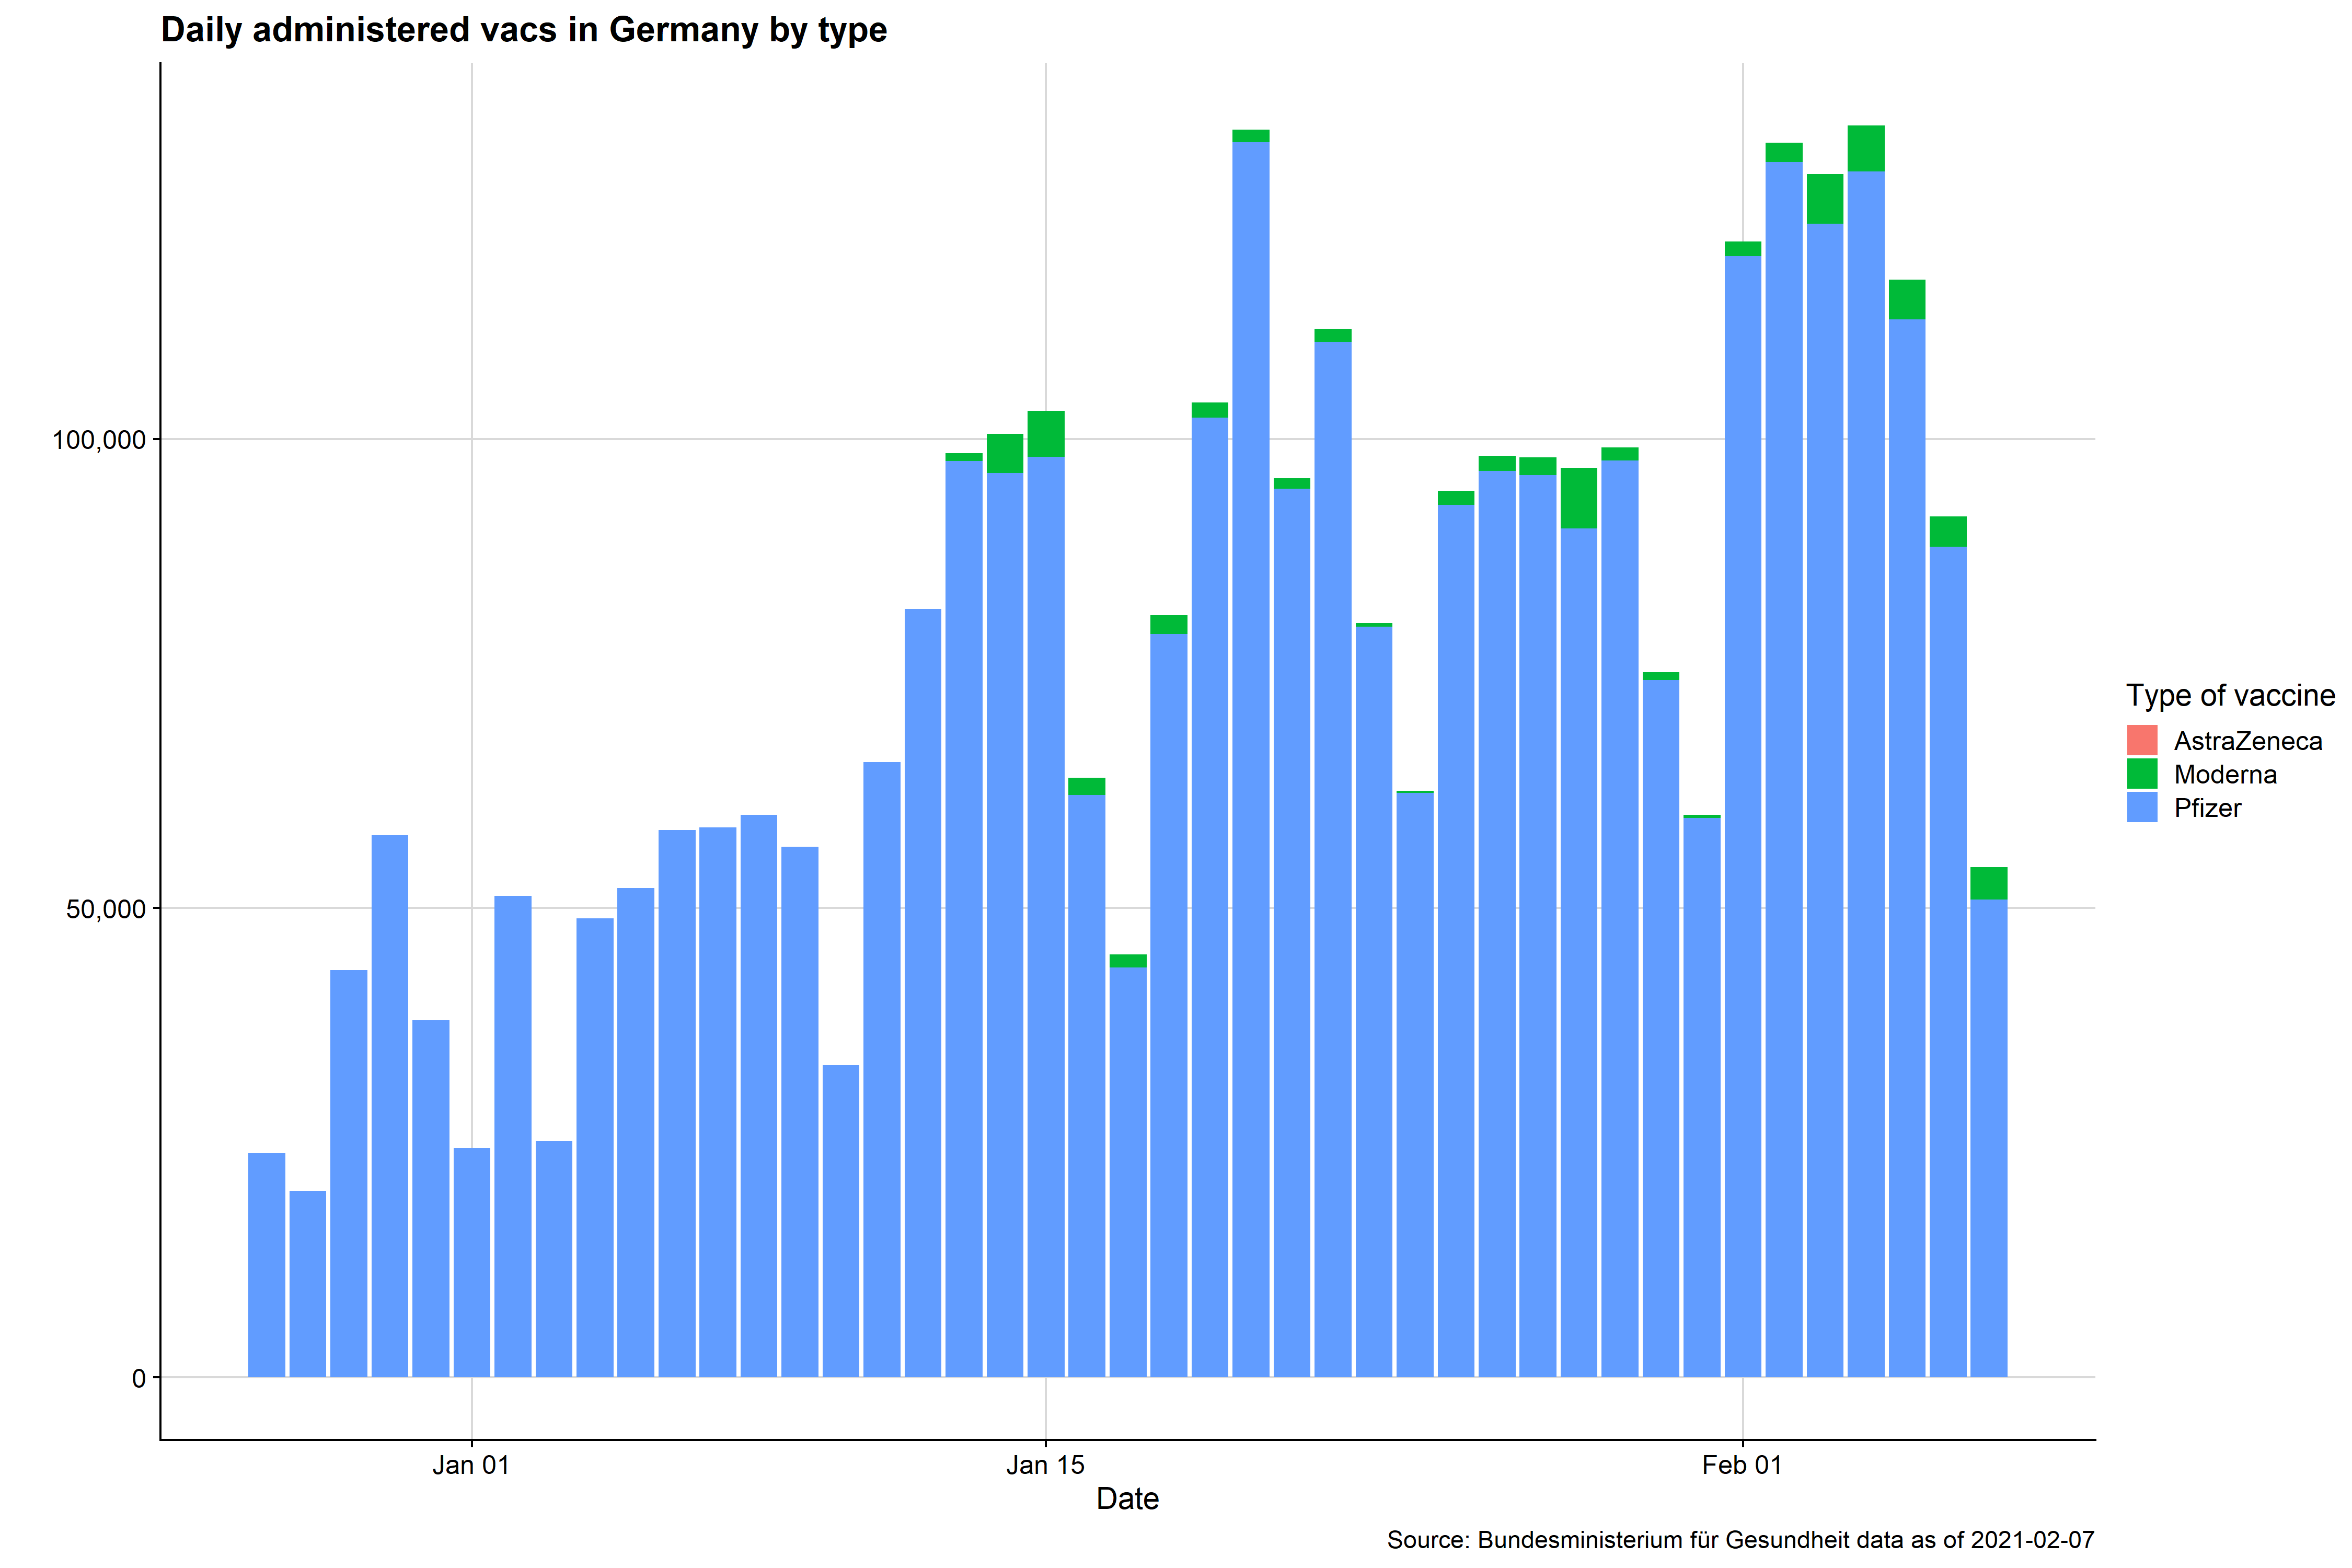 Daily administered vacs in Germany by type
100,000
50,000
0
Jan 01
Jan 15
Feb 01
Date
Type of vaccine
AstraZeneca
Moderna
Pfizer
Source: Bundesministerium für Gesundheit data as of 2021-02-07